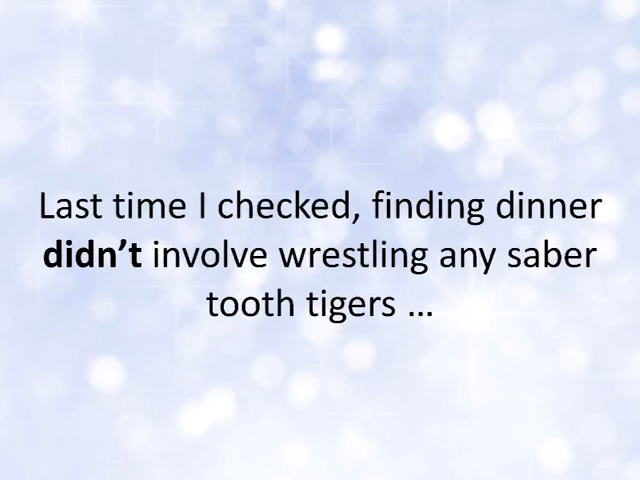 Last time I checked, finding dinner
didn’t involve wrestling any saber
tooth tigers …